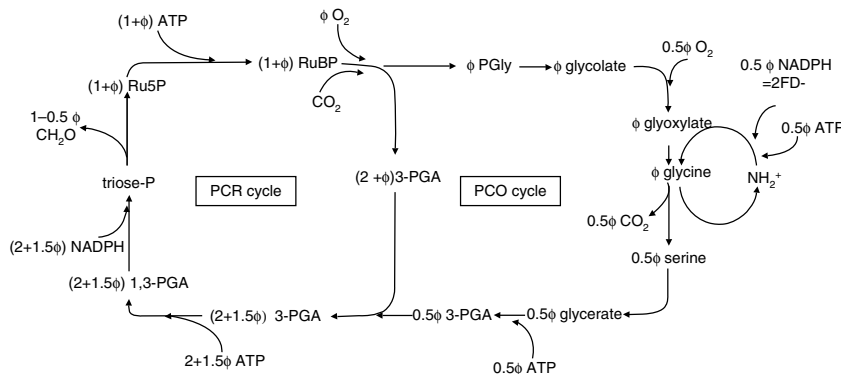 (1+ϕ) ATP
ϕ O₂
(1+ϕ) RuBP
ϕ PGly
ϕ glycolate
0.5ϕ O₂
0.5 ϕ NADPH
=2FD-
(1+ϕ) Ru5P
CO₂
1–0.5 ϕ
CH₂O
ϕ glyoxylate
0.5ϕ ATP
triose-P
PCR cycle
(2 +ϕ)3-PGA
PCO cycle
ϕ glycine
NH₂⁺
0.5ϕ CO₂
(2+1.5ϕ) NADPH
0.5ϕ serine
(2+1.5ϕ) 1,3-PGA
(2+1.5ϕ) 3-PGA
0.5ϕ 3-PGA
0.5ϕ glycerate
2+1.5ϕ ATP
0.5ϕ ATP